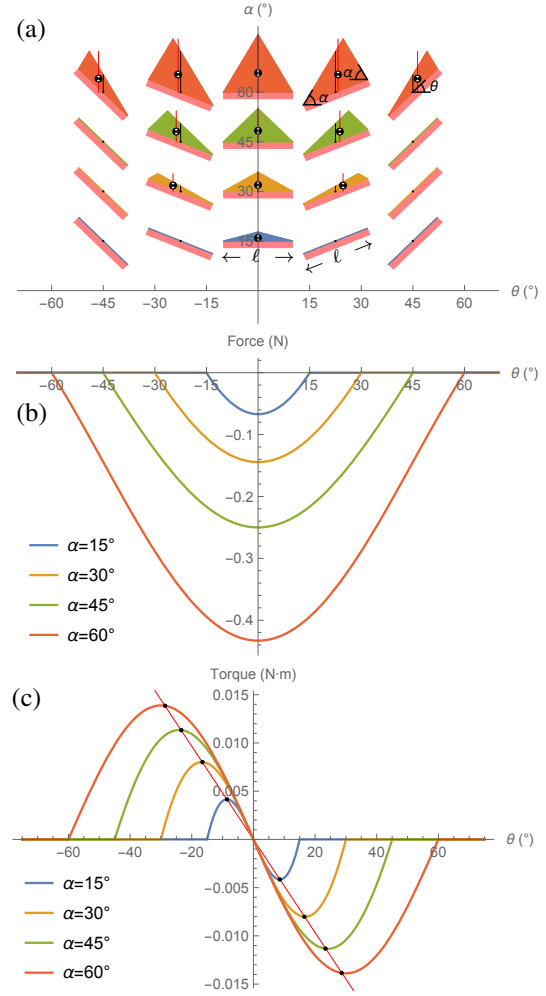 (a)
α (°)
60
α
α
θ
45
30
15
ℓ
ℓ
−60 −45 −30 −15 15 30 45 60 θ (°)
Force (N)
−60 −45 −30 −15 15 30 45 60 θ (°)
(b)
−0.1
−0.2
−0.3
−0.4
α=15°
α=30°
α=45°
α=60°
(c)
Torque (N·m)
0.015
0.010
0.005
−60 −40 −20 20 40 60 θ (°)
−0.005
−0.010
−0.015
α=15°
α=30°
α=45°
α=60°